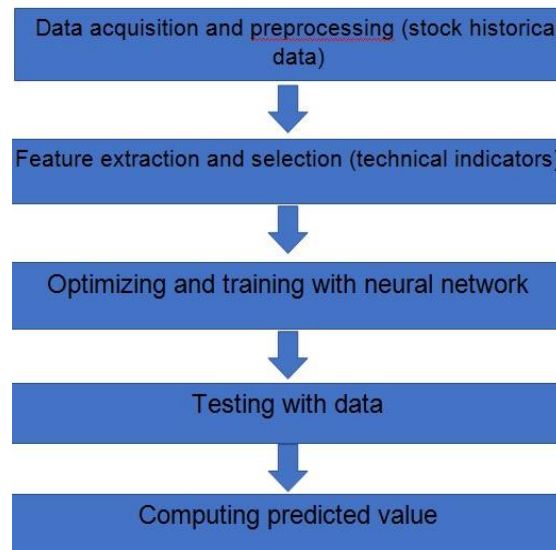 Data acquisition and preprocessing (stock historica
data)
Feature extraction and selection (technical indicators)
Optimizing and training with neural network
Testing with data
Computing predicted value